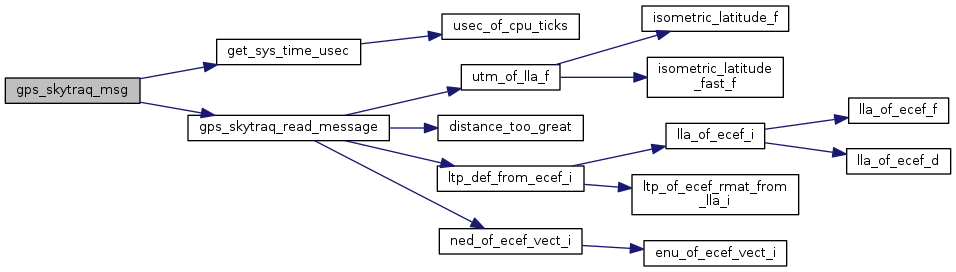 gps_skytraq_msg
get_sys_time_usec
usec_of_cpu_ticks
gps_skytraq_read_message
utm_of_lla_f
isometric_latitude_f
isometric_latitude
_fast_f
distance_too_great
ltp_def_from_ecef_i
lla_of_ecef_i
lla_of_ecef_f
lla_of_ecef_d
ltp_of_ecef_rmat_from
_lla_i
ned_of_ecef_vect_i
enu_of_ecef_vect_i